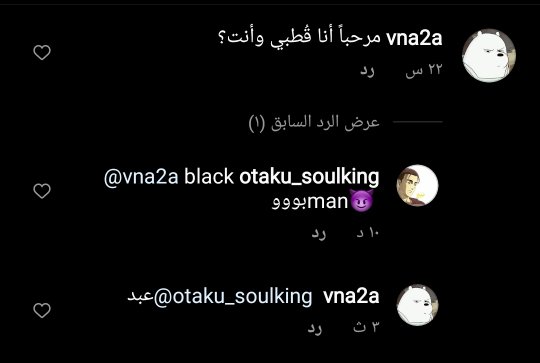 vna2a مرحباً أنا قُطبي وأنت؟
٢٢ س رد
عرض الرد السابق (١)
otaku_soulking @vna2a black
man😈بووو
١٠ د رد
vna2a @otaku_soulking عبد
٣ ث رد